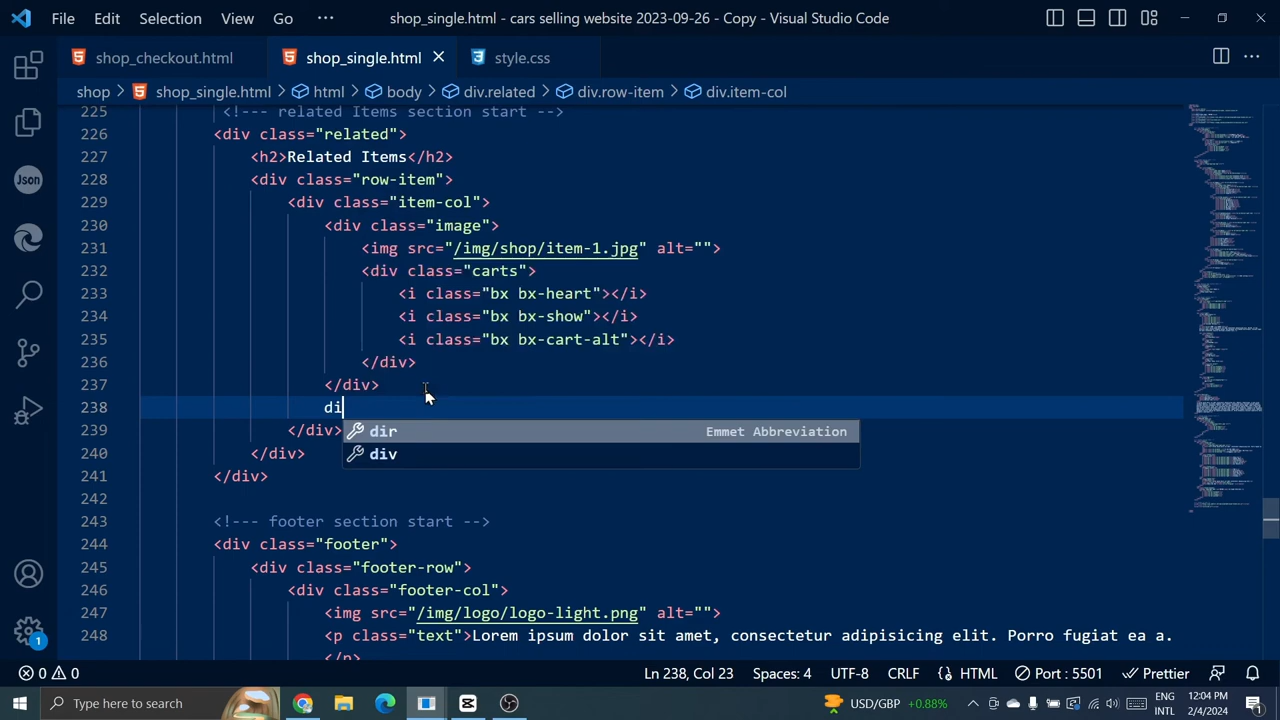 File Edit Selection View Go ··· shop_single.html - cars selling website 2023-09-26 - Copy - Visual Studio Code
shop_checkout.html shop_single.html style.css
shop > shop_single.html > html > body > div.related > div.row-item > div.item-col
225 <!--- related Items section start -->
226 <div class="related">
227 <h2>Related Items</h2>
228 <div class="row-item">
229 <div class="item-col">
230 <div class="image">
231 <img src="/img/shop/item-1.jpg" alt="">
232 <div class="carts">
233 <i class="bx bx-heart"></i>
234 <i class="bx bx-show"></i>
235 <i class="bx bx-cart-alt"></i>
236 </div>
237 </div>
238 di
dir Emmet Abbreviation
239 </div>
div
240 </div>
241 </div>
242
243 <!--- footer section start -->
244 <div class="footer">
245 <div class="footer-row">
246 <div class="footer-col">
247 <img src="/img/logo/logo-light.png" alt="">
248 <p class="text">Lorem ipsum dolor sit amet, consectetur adipisicing elit. Porro fugiat ea a.
</p>
Json
1
0 0 Ln 238, Col 23 Spaces: 4 UTF-8 CRLF {} HTML Port : 5501 Prettier
Type here to search USD/GBP +0.88% ENG INTL 12:04 PM 2/4/2024 1